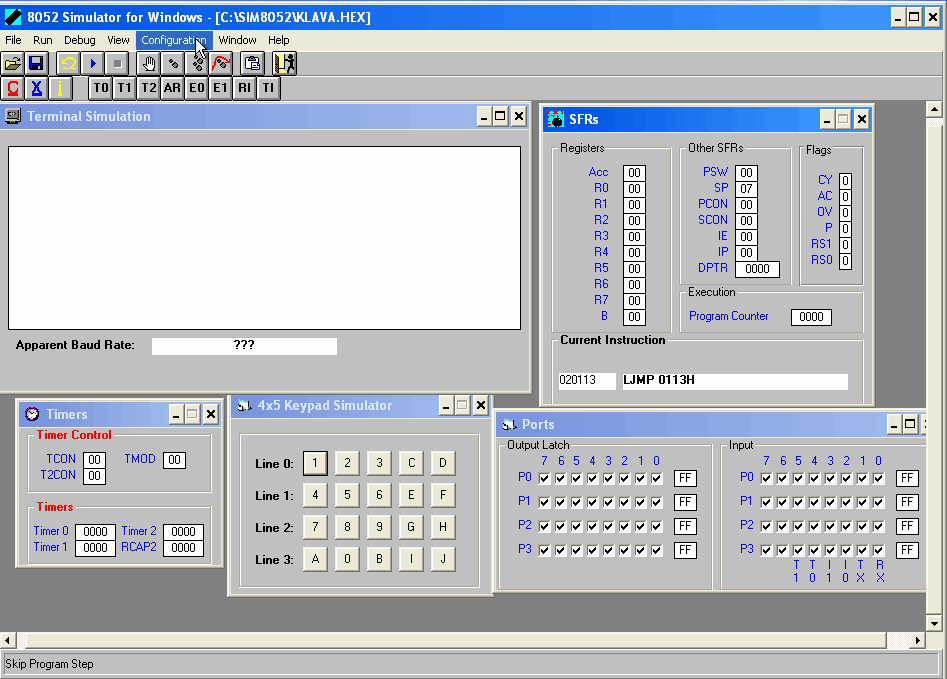 8052 Simulator for Windows - [C:\SIM8052\KLAVA.HEX]
File Run Debug View Configuration Window Help
C X i T0 T1 T2 AR E0 E1 RI TI
Terminal Simulation
Apparent Baud Rate: ???
SFRs
Registers
Acc 00
R0 00
R1 00
R2 00
R3 00
R4 00
R5 00
R6 00
R7 00
B 00
Other SFRs
PSW 00
SP 07
PCON 00
SCON 00
IE 00
IP 00
DPTR 0000
Flags
CY 0
AC 0
OV 0
P 0
RS1 0
RS0 0
Execution
Program Counter 0000
Current Instruction
020113 LJMP 0113H
Timers
Timer Control
TCON 00 TMOD 00
T2CON 00
Timers
Timer 0 0000 Timer 2 0000
Timer 1 0000 RCAP2 0000
4x5 Keypad Simulator
Line 0: 1 2 3 C D
Line 1: 4 5 6 E F
Line 2: 7 8 9 G H
Line 3: A 0 B I J
Ports
Output Latch
7 6 5 4 3 2 1 0
P0 FF
P1 FF
P2 FF
P3 FF
Input
7 6 5 4 3 2 1 0
P0 FF
P1 FF
P2 FF
P3 FF
T T I I T R
1 0 1 0 X X
Skip Program Step